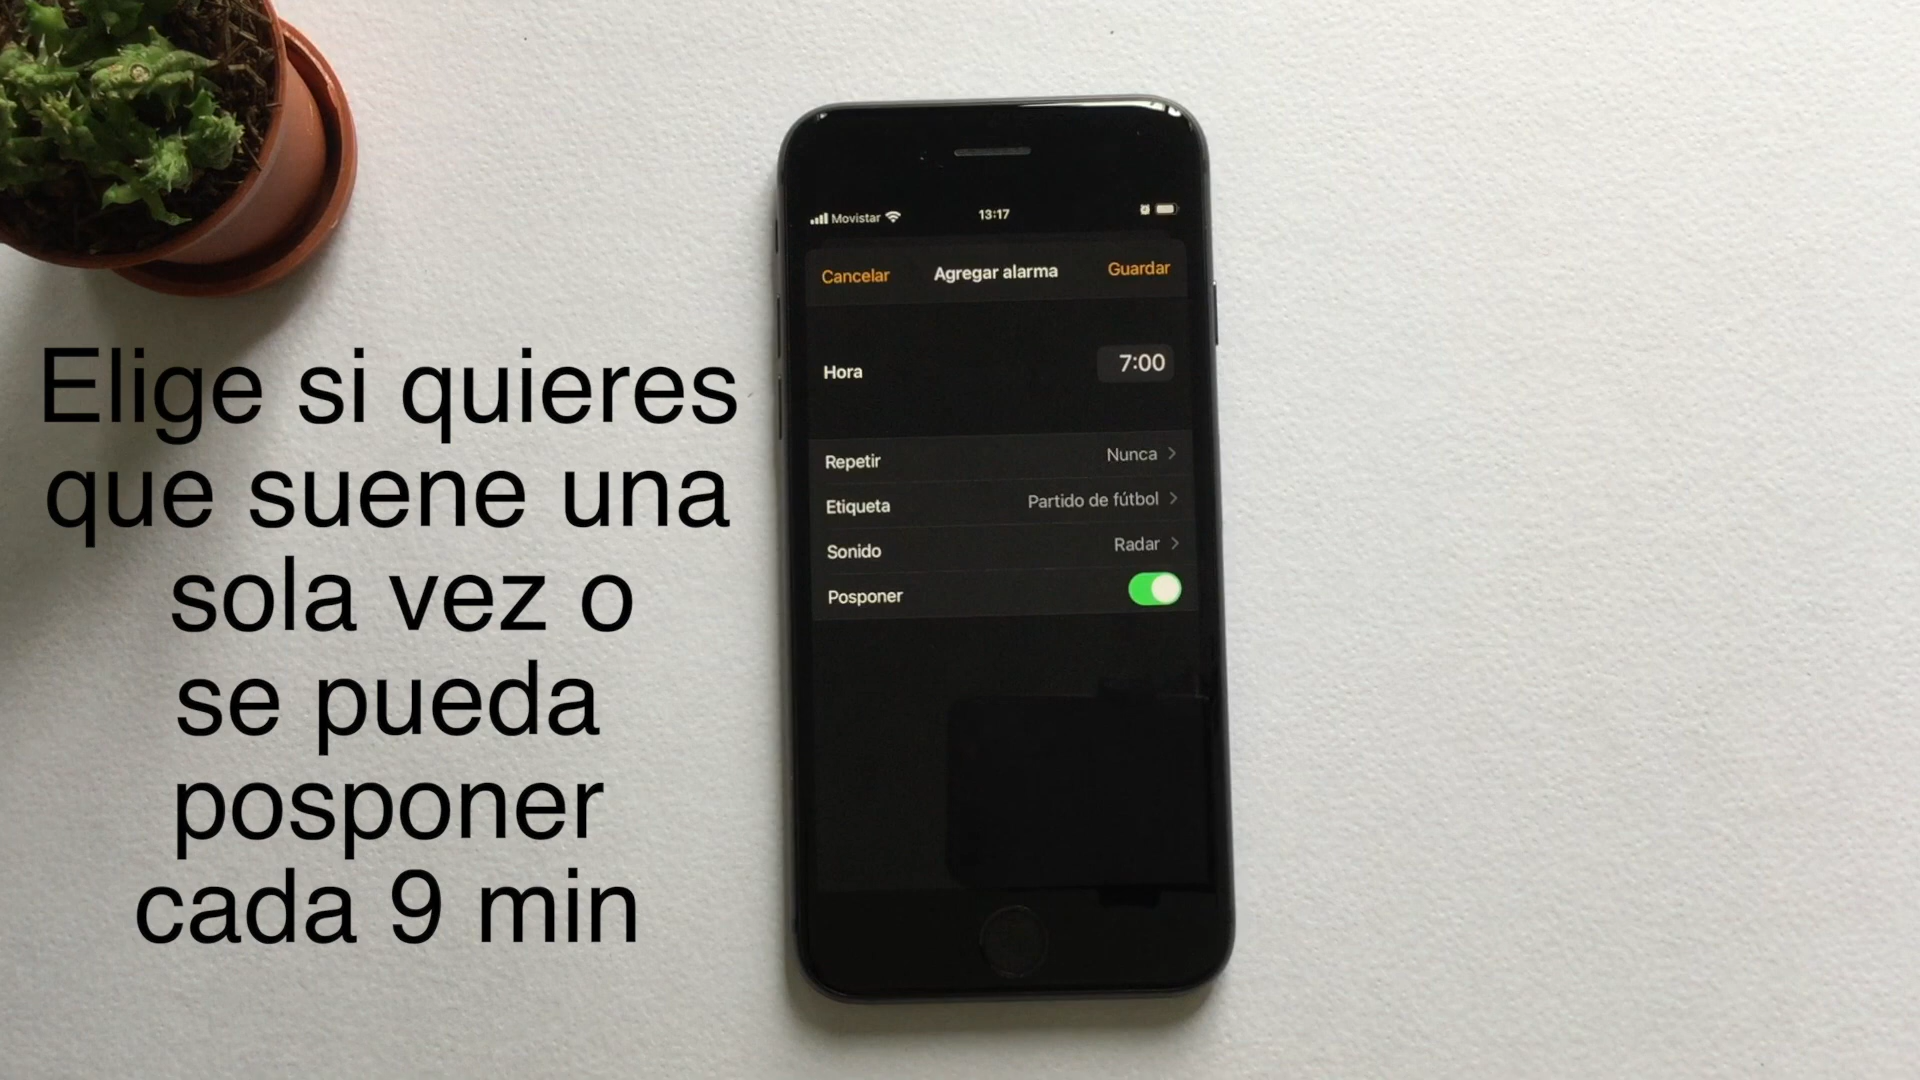 Elige si quieres
que suene una
sola vez o
se pueda
posponer
cada 9 min
Movistar 13:17
Cancelar Agregar alarma Guardar
Hora 7:00
Repetir Nunca
Etiqueta Partido de fútbol
Sonido Radar
Posponer